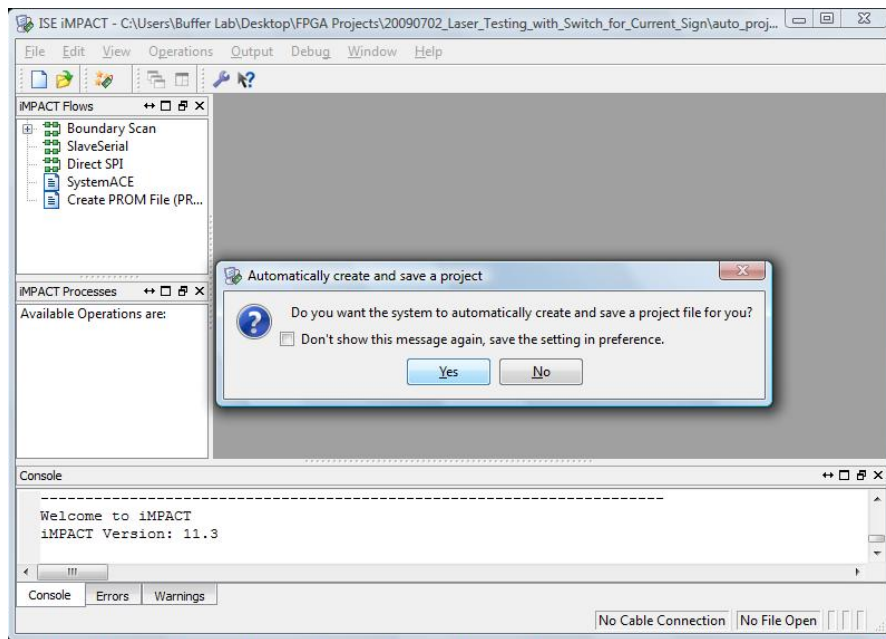 ISE iMPACT - C:\Users\Buffer Lab\Desktop\FPGA Projects\20090702_Laser_Testing_with_Switch_for_Current_Sign\auto_proj...
File Edit View Operations Output Debug Window Help
iMPACT Flows
Boundary Scan
SlaveSerial
Direct SPI
SystemACE
Create PROM File (PR...
iMPACT Processes
Available Operations are:
Automatically create and save a project
Do you want the system to automatically create and save a project file for you?
Don't show this message again, save the setting in preference.
Yes No
Console
Welcome to iMPACT
iMPACT Version: 11.3
Console Errors Warnings
No Cable Connection No File Open